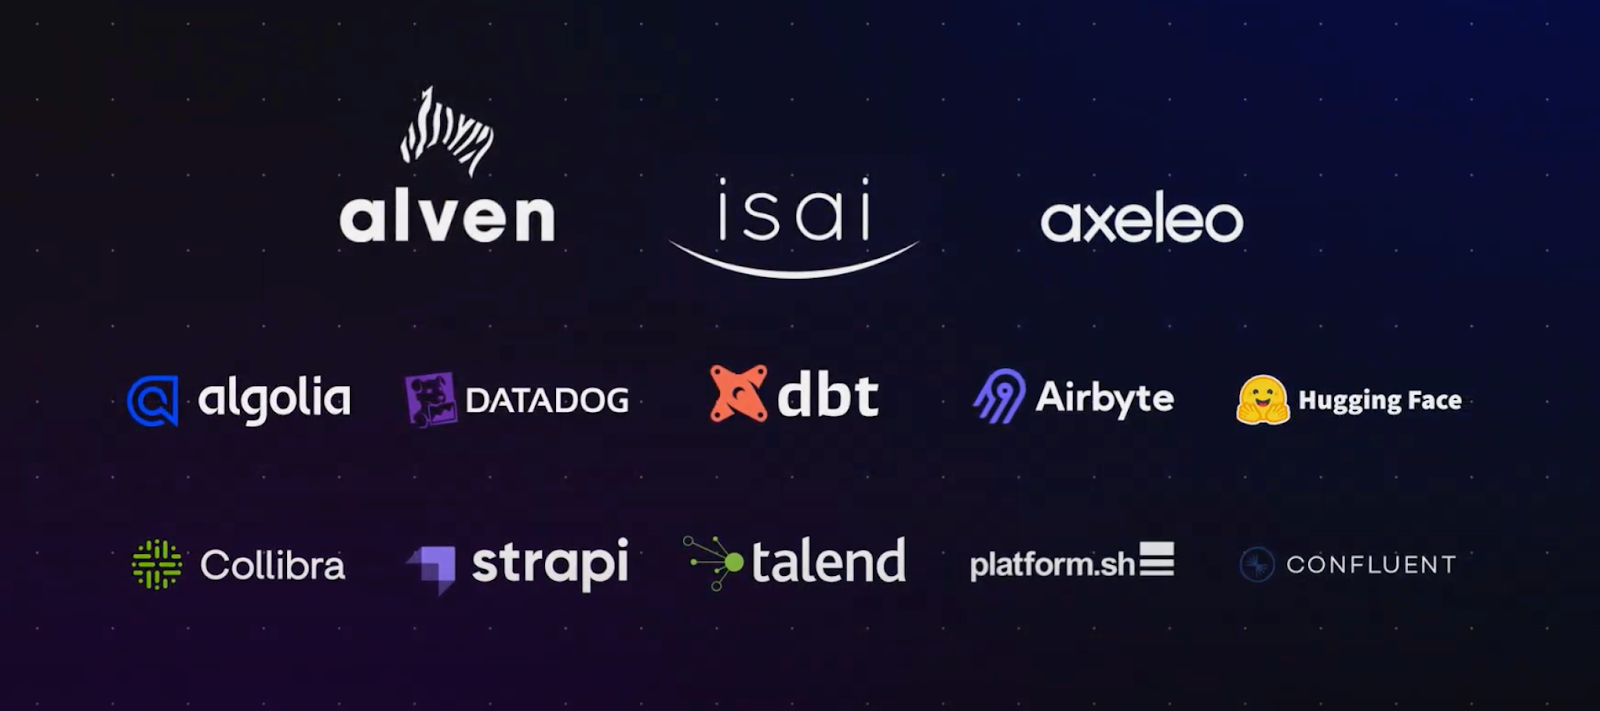 alven
isai
axeleo
algolia
DATADOG
dbt
Airbyte
Hugging Face
Collibra
strapi
talend
platform.sh
CONFLUENT